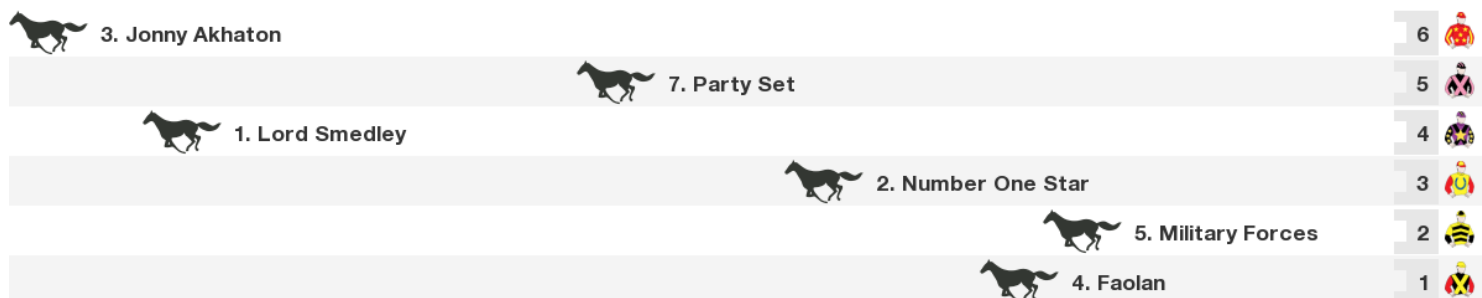 3. Jonny Akhaton 6
7. Party Set 5
1. Lord Smedley 4
2. Number One Star 3
5. Military Forces 2
4. Faolan 1